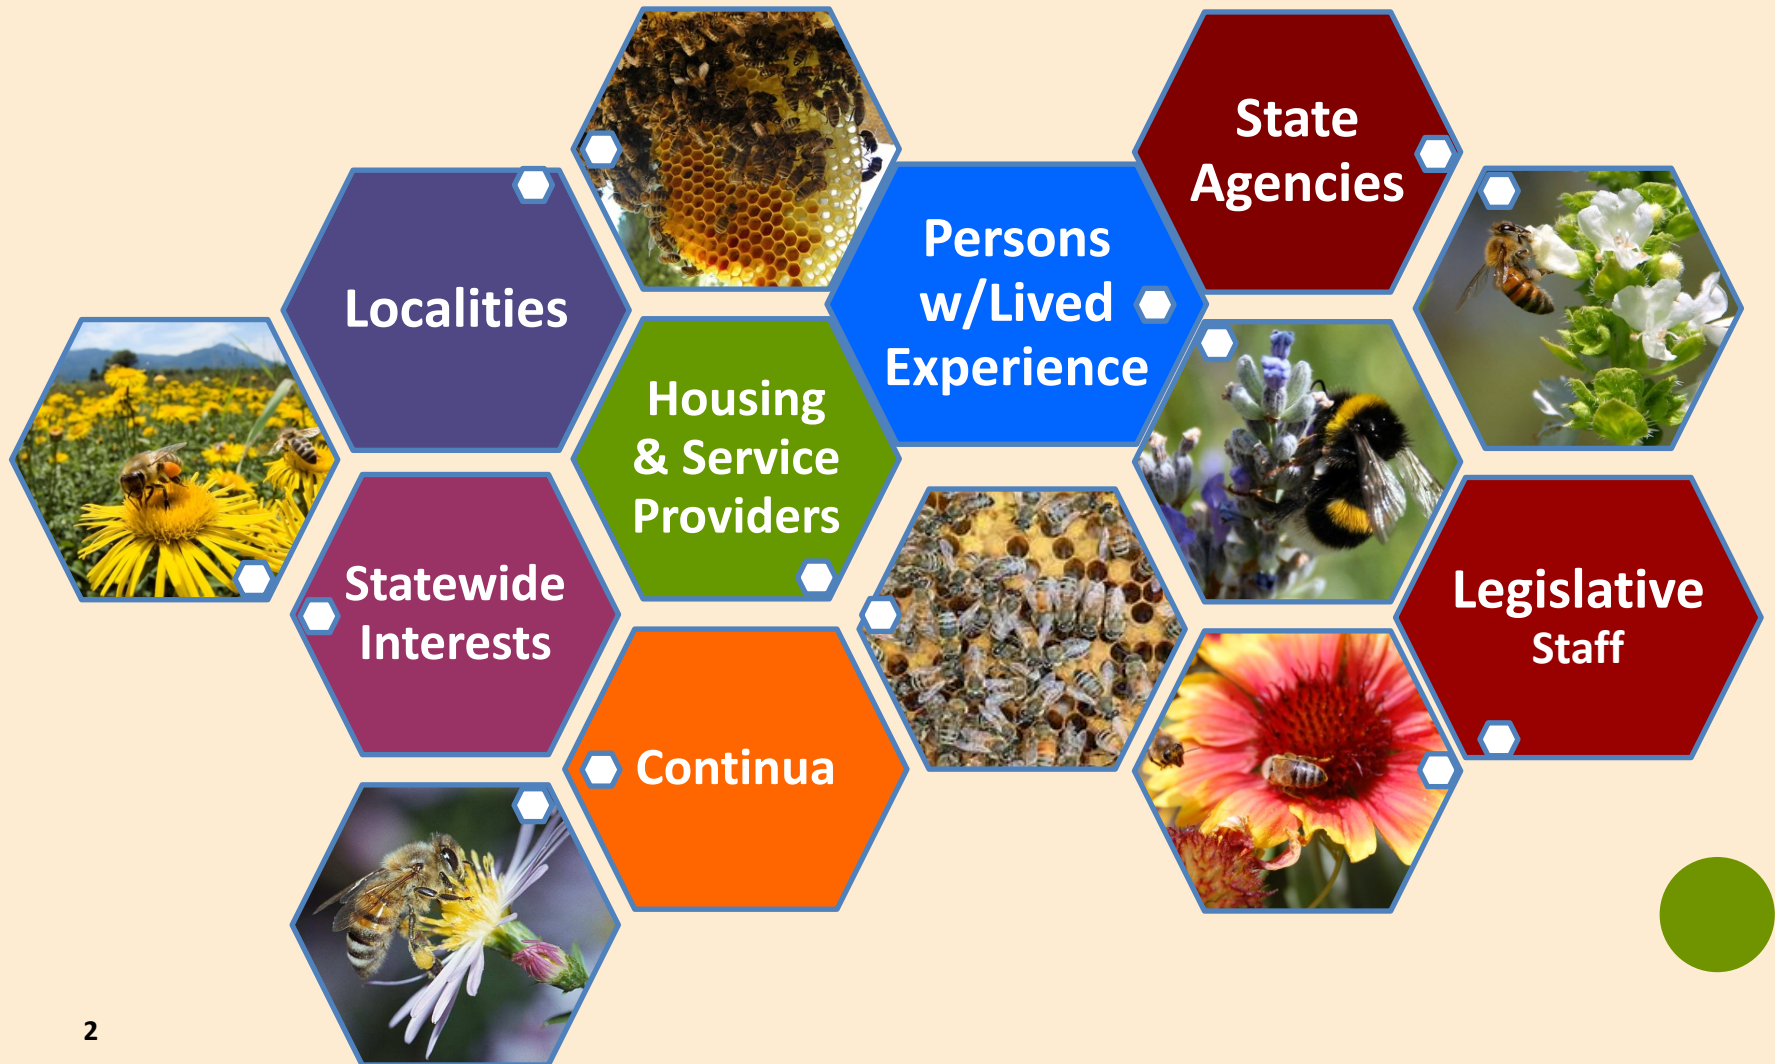 State
Agencies
Persons
w/Lived
Experience
Localities
Housing
& Service
Providers
Statewide
Interests
Legislative
Staff
Continua
2